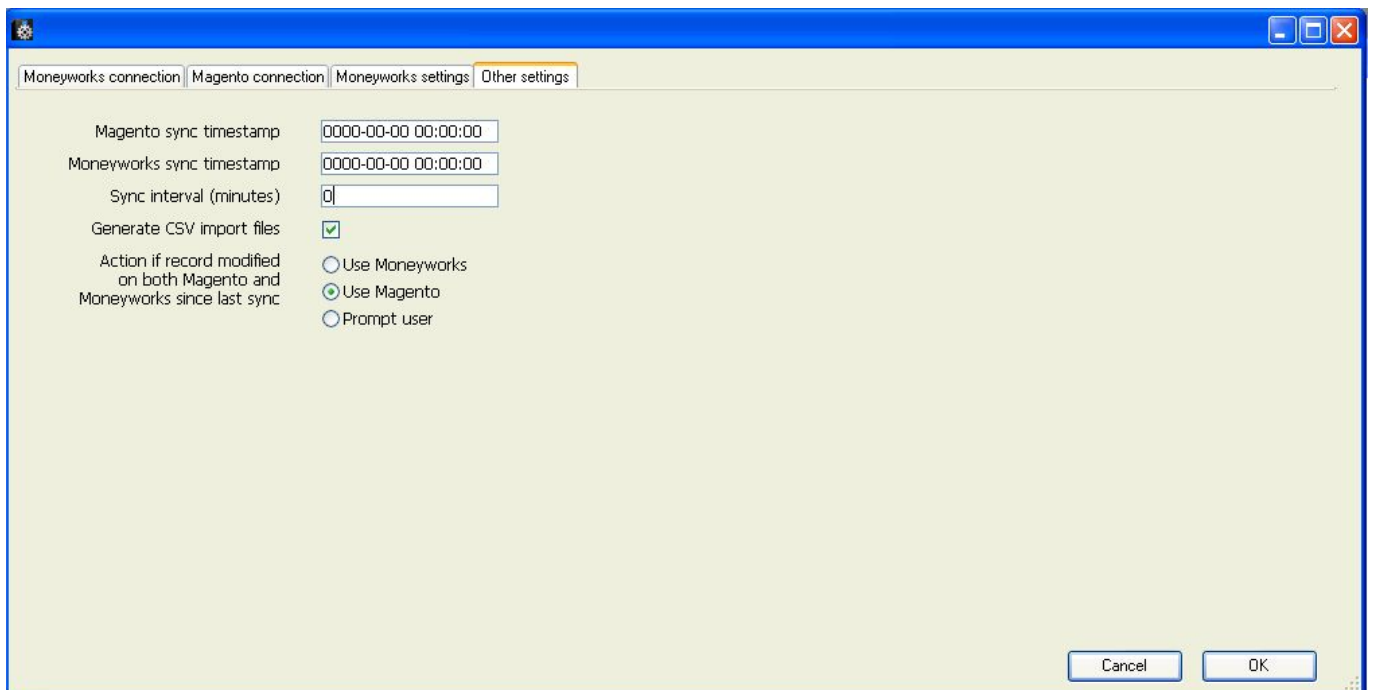 Moneyworks connection Magento connection Moneyworks settings Other settings
Magento sync timestamp 0000-00-00 00:00:00
Moneyworks sync timestamp 0000-00-00 00:00:00
Sync interval (minutes) 0
Generate CSV import files
Action if record modified
on both Magento and
Moneyworks since last sync
Use Moneyworks
Use Magento
Prompt user
Cancel OK